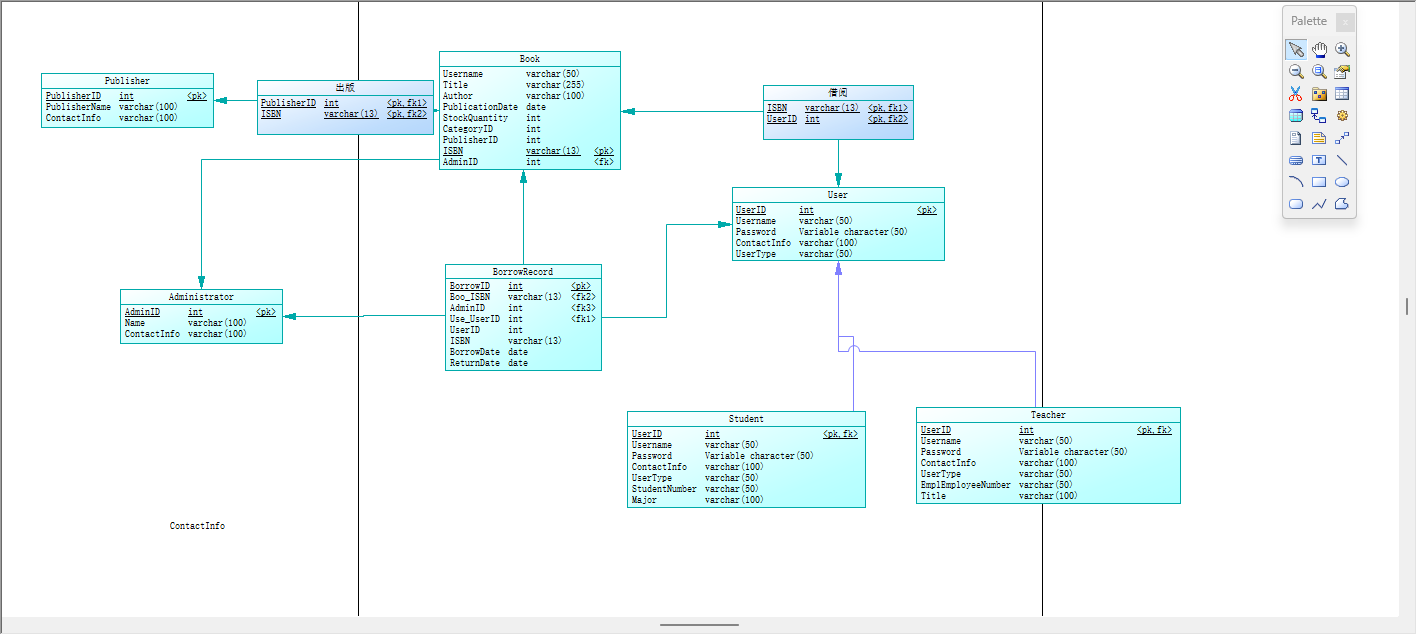 Palette
Publisher
PublisherID int <pk>
PublisherName varchar(100)
ContactInfo varchar(100)
出版
PublisherID int <pk,fk1>
ISBN varchar(13) <pk,fk2>
Book
Username varchar(50)
Title varchar(255)
Author varchar(100)
PublicationDate date
StockQuantity int
CategoryID int
PublisherID int
ISBN varchar(13) <pk>
AdminID int <fk>
借阅
ISBN varchar(13) <pk,fk1>
UserID int <pk,fk2>
User
UserID int <pk>
Username varchar(50)
Password Variable character(50)
ContactInfo varchar(100)
UserType varchar(50)
Administrator
AdminID int <pk>
Name varchar(100)
ContactInfo varchar(100)
BorrowRecord
BorrowID int <pk>
Boo_ISBN varchar(13) <fk2>
AdminID int <fk3>
Use_UserID int <fk1>
UserID int
ISBN varchar(13)
BorrowDate date
ReturnDate date
Student
UserID int <pk,fk>
Username varchar(50)
Password Variable character(50)
ContactInfo varchar(100)
UserType varchar(50)
StudentNumber varchar(50)
Major varchar(100)
Teacher
UserID int <pk,fk>
Username varchar(50)
Password Variable character(50)
ContactInfo varchar(100)
UserType varchar(50)
EmplEmployeeNumber varchar(50)
Title varchar(100)
ContactInfo